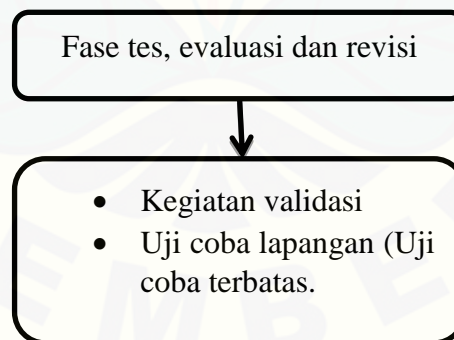 Fase tes, evaluasi dan revisi
• Kegiatan validasi
• Uji coba lapangan (Uji
coba terbatas.